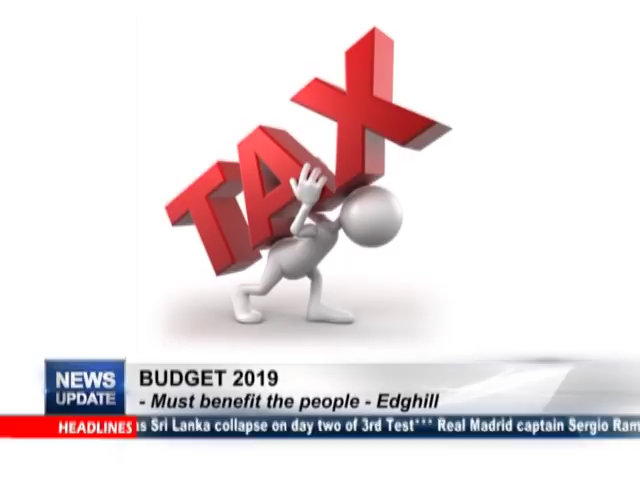 TAX
NEWS
UPDATE
BUDGET 2019
- Must benefit the people - Edghill
HEADLINES
Sri Lanka collapse on day two of 3rd Test*** Real Madrid captain Sergio